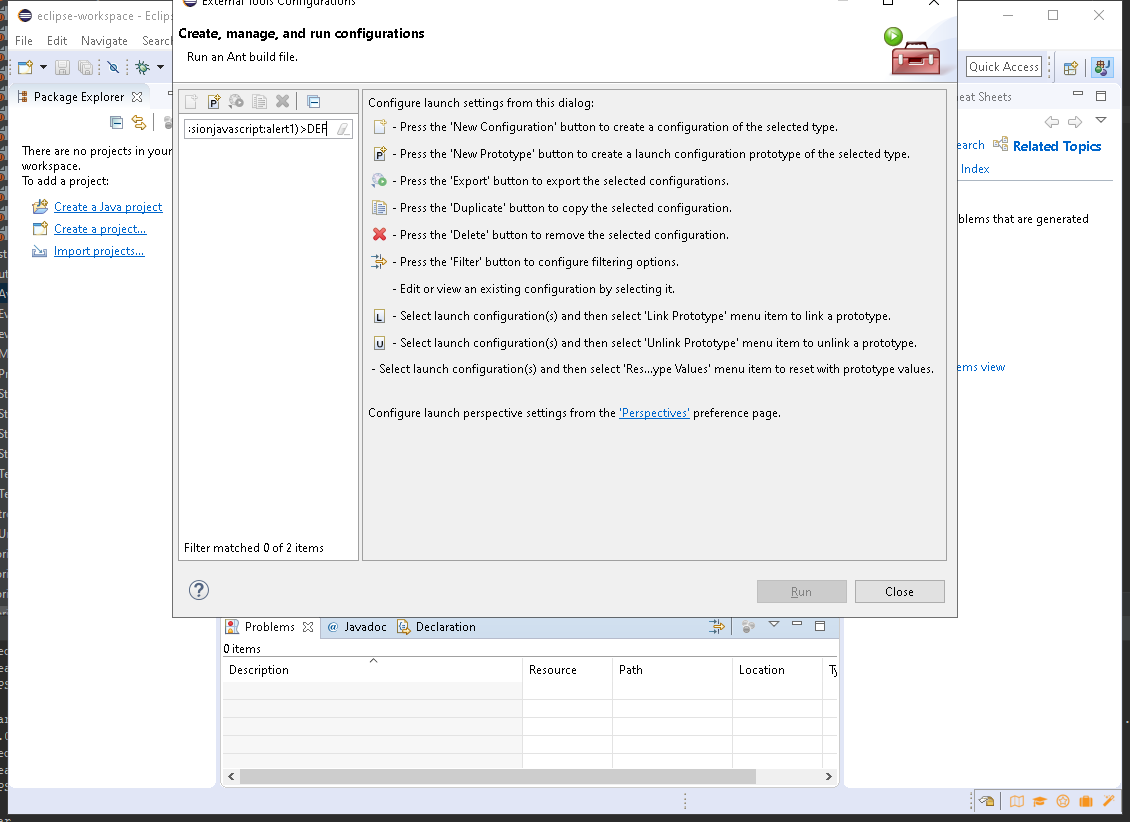 eclipse-workspace - Eclip
External Tools Configurations
File Edit Navigate Search
Create, manage, and run configurations
Run an Ant build file.
Quick Access
Package Explorer
eat Sheets
:sionjavascript:alert1)>DEF
Configure launch settings from this dialog:
- Press the 'New Configuration' button to create a configuration of the selected type.
- Press the 'New Prototype' button to create a launch configuration prototype of the selected type.
- Press the 'Export' button to export the selected configurations.
- Press the 'Duplicate' button to copy the selected configuration.
- Press the 'Delete' button to remove the selected configuration.
- Press the 'Filter' button to configure filtering options.
- Edit or view an existing configuration by selecting it.
L - Select launch configuration(s) and then select 'Link Prototype' menu item to link a prototype.
U - Select launch configuration(s) and then select 'Unlink Prototype' menu item to unlink a prototype.
- Select launch configuration(s) and then select 'Res...ype Values' menu item to reset with prototype values.
Configure launch perspective settings from the 'Perspectives' preference page.
There are no projects in your
workspace.
To add a project:
Create a Java project
Create a project...
Import projects...
earch Related Topics
Index
blems that are generated
ems view
Filter matched 0 of 2 items
Run Close
Problems @ Javadoc Declaration
0 items
Description Resource Path Location Ty